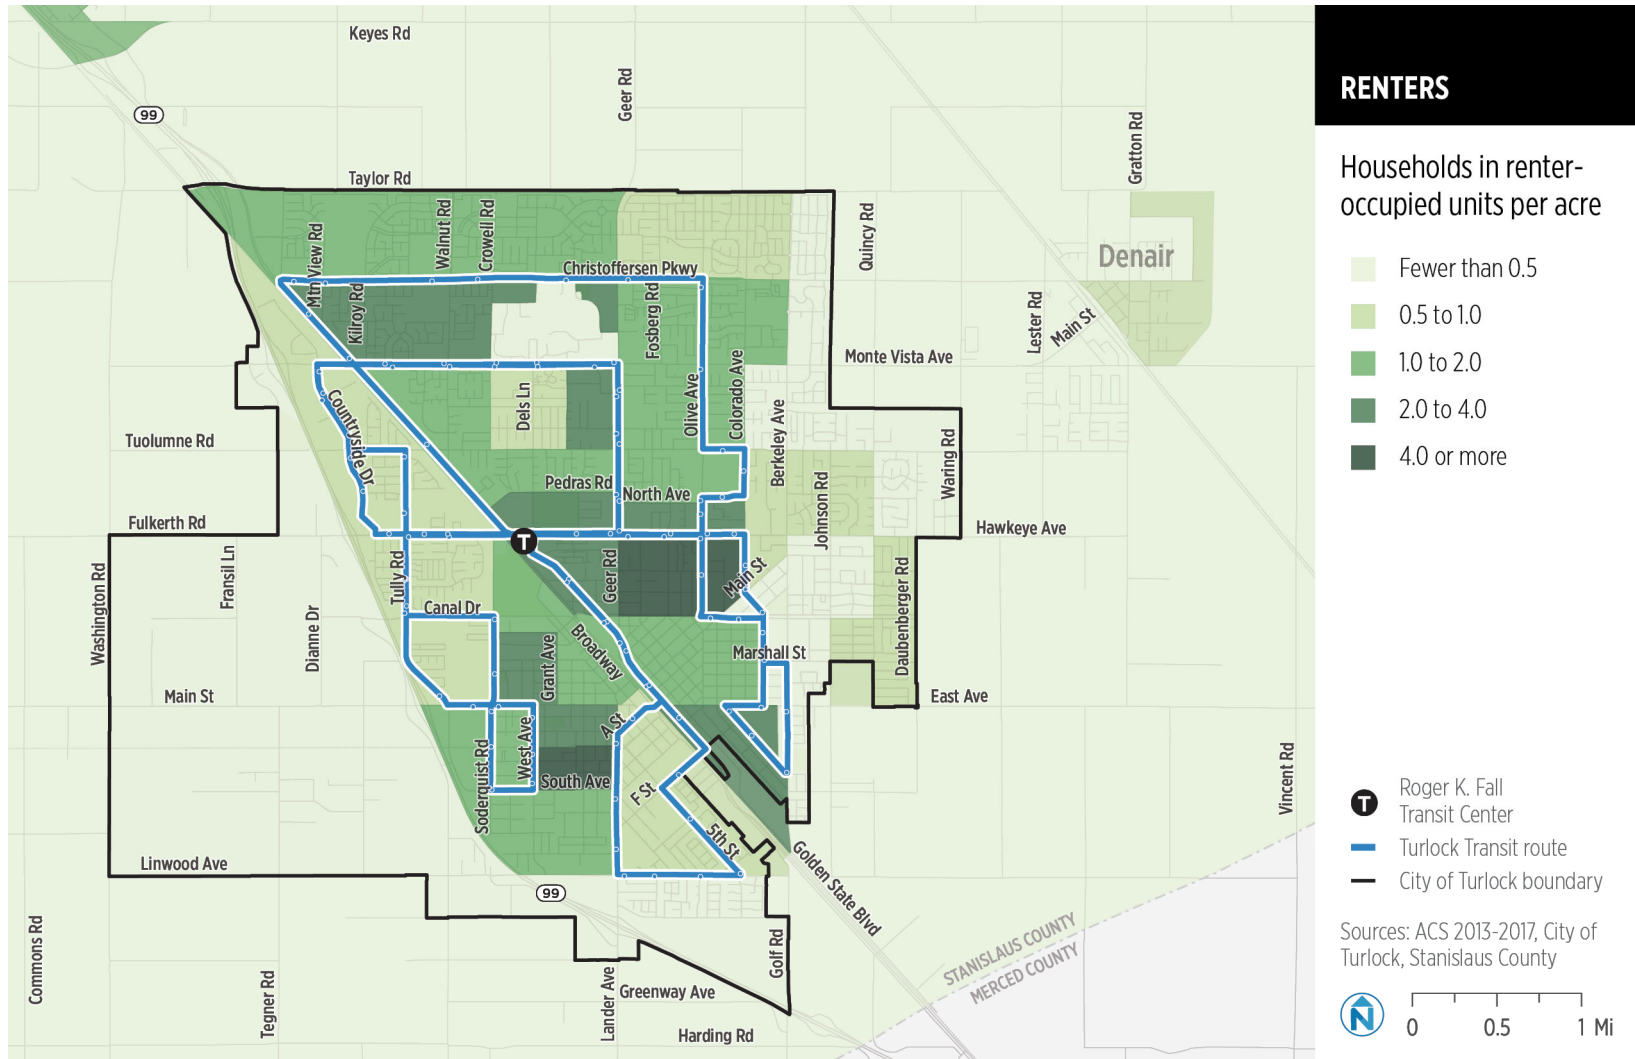 Keyes Rd
Geer Rd
99
Gratton Rd
Taylor Rd
Mtn View Rd
Walnut Rd
Crowell Rd
Quincy Rd
Denair
Christoffersen Pkwy
Kilroy Rd
Fosberg Rd
Lester Rd
Main St
Monte Vista Ave
Colorado Ave
Olive Ave
Dels Ln
Countryside Dr
Berkeley Ave
Tuolumne Rd
Waring Rd
Johnson Rd
Pedras Rd
North Ave
Fulkerth Rd
Hawkeye Ave
T
Fransil Ln
Tully Rd
Geer Rd
Main St
Washington Rd
Daubenberger Rd
Canal Dr
Dianne Dr
Grant Ave
Broadway
Marshall St
Main St
East Ave
A St
West Ave
Soderquist Rd
South Ave
F St
5th St
Vincent Rd
Linwood Ave
99
Golden State Blvd
Commons Rd
Tegner Rd
Lander Ave
Greenway Ave
Golf Rd
Harding Rd
STANISLAUS COUNTY
MERCED COUNTY
RENTERS
Households in renter-
occupied units per acre
Fewer than 0.5
0.5 to 1.0
1.0 to 2.0
2.0 to 4.0
4.0 or more
T
Roger K. Fall
Transit Center
Turlock Transit route
City of Turlock boundary
Sources: ACS 2013-2017, City of
Turlock, Stanislaus County
N
0 0.5 1 Mi